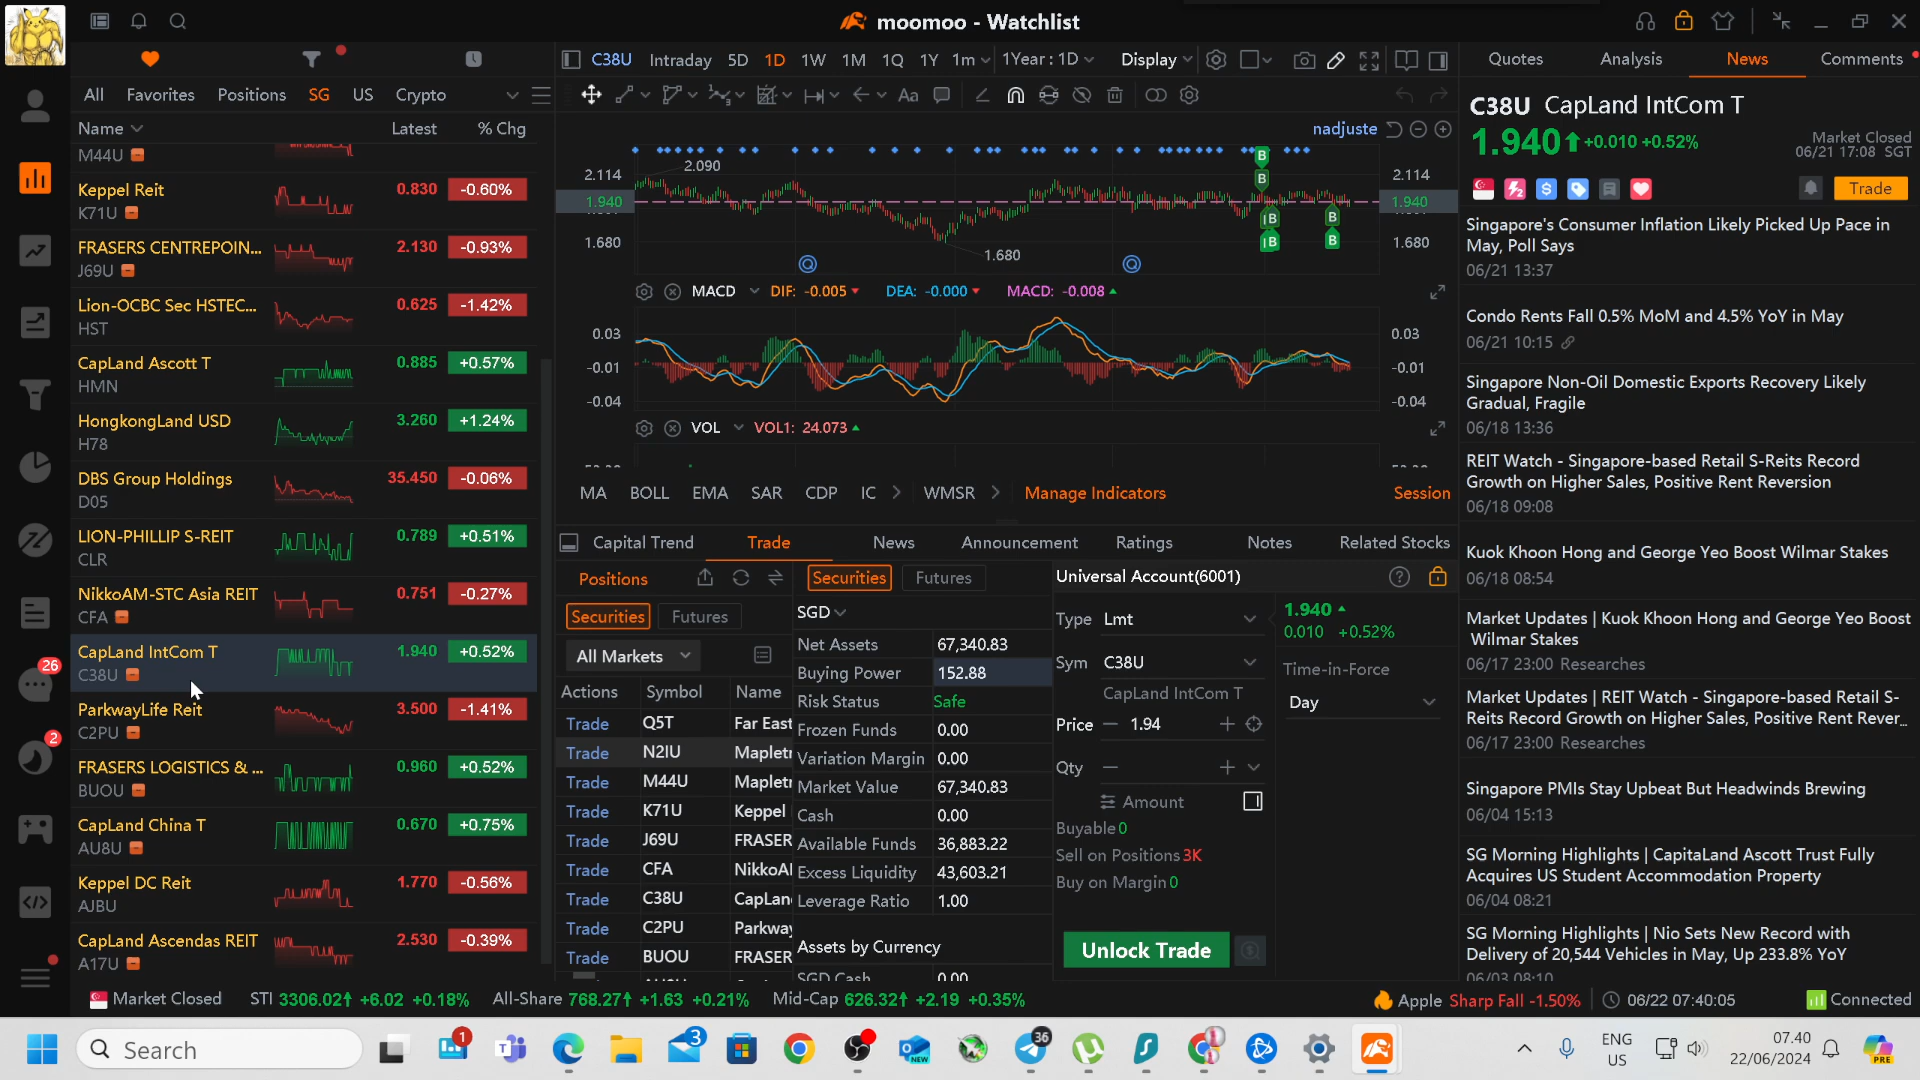 moomoo - Watchlist
All Favorites Positions SG US Crypto
Name Latest % Chg
M44U
Keppel Reit 0.830 -0.60%
K71U
FRASERS CENTREPOIN... 2.130 -0.93%
J69U
Lion-OCBC Sec HSTEC... 0.625 -1.42%
HST
CapLand Ascott T 0.885 +0.57%
HMN
HongkongLand USD 3.260 +1.24%
H78
DBS Group Holdings 35.450 -0.06%
D05
LION-PHILLIP S-REIT 0.789 +0.51%
CLR
NikkoAM-STC Asia REIT 0.751 -0.27%
CFA
CapLand IntCom T 1.940 +0.52%
C38U
ParkwayLife Reit 3.500 -1.41%
C2PU
FRASERS LOGISTICS & ... 0.960 +0.52%
BUOU
CapLand China T 0.670 +0.75%
AU8U
Keppel DC Reit 1.770 -0.56%
AJBU
CapLand Ascendas REIT 2.530 -0.39%
A17U
26
2
C38U Intraday 5D 1D 1W 1M 1Q 1Y 1m 1Year : 1D Display
Aa
nadjuste
2.090
2.114 2.114
1.940 1.940
1.680 1.680
1.680
B
B
B
B
B
B
Q Q
MACD DIF: -0.005 DEA: -0.000 MACD: -0.008
0.03 0.03
-0.01 -0.01
-0.04 -0.04
VOL VOL1: 24.073
MA BOLL EMA SAR CDP IC WMSR Manage Indicators Session
Capital Trend Trade News Announcement Ratings Notes Related Stocks
Positions
Securities Futures
All Markets
Actions Symbol Name
Trade Q5T Far East
Trade N2IU Mapletr
Trade M44U Mapletr
Trade K71U Keppel
Trade J69U FRASER
Trade CFA NikkoAM
Trade C38U CapLan
Trade C2PU Parkway
Trade BUOU FRASER
Securities Futures
SGD
Net Assets 67,340.83
Buying Power 152.88
Risk Status Safe
Frozen Funds 0.00
Variation Margin 0.00
Market Value 67,340.83
Cash 0.00
Available Funds 36,883.22
Excess Liquidity 43,603.21
Leverage Ratio 1.00
Assets by Currency
SGD Cash 0.00
Universal Account(6001)
Type Lmt
Sym C38U
CapLand IntCom T
Price 1.94
Qty
Amount
Buyable 0
Sell on Positions 3K
Buy on Margin 0
Unlock Trade
1.940
0.010 +0.52%
Time-in-Force
Day
Quotes Analysis News Comments
C38U CapLand IntCom T
1.940 +0.010 +0.52%
Market Closed
06/21 17:08 SGT
Trade
Singapore's Consumer Inflation Likely Picked Up Pace in
May, Poll Says
06/21 13:37
Condo Rents Fall 0.5% MoM and 4.5% YoY in May
06/21 10:15
Singapore Non-Oil Domestic Exports Recovery Likely
Gradual, Fragile
06/18 13:36
REIT Watch - Singapore-based Retail S-Reits Record
Growth on Higher Sales, Positive Rent Reversion
06/18 09:08
Kuok Khoon Hong and George Yeo Boost Wilmar Stakes
06/18 08:54
Market Updates | Kuok Khoon Hong and George Yeo Boost
Wilmar Stakes
06/17 23:00 Researches
Market Updates | REIT Watch - Singapore-based Retail S-
Reits Record Growth on Higher Sales, Positive Rent Rever...
06/17 23:00 Researches
Singapore PMIs Stay Upbeat But Headwinds Brewing
06/04 15:13
SG Morning Highlights | CapitaLand Ascott Trust Fully
Acquires US Student Accommodation Property
06/04 08:21
SG Morning Highlights | Nio Sets New Record with
Delivery of 20,544 Vehicles in May, Up 233.8% YoY
06/03 08:10
Market Closed STI 3306.02 +6.02 +0.18% All-Share 768.27 +1.63 +0.21% Mid-Cap 626.32 +2.19 +0.35% Apple Sharp Fall -1.50% 06/22 07:40:05 Connected
Search
1
3
NEW
36
ENG
US
07.40
22/06/2024
PRE